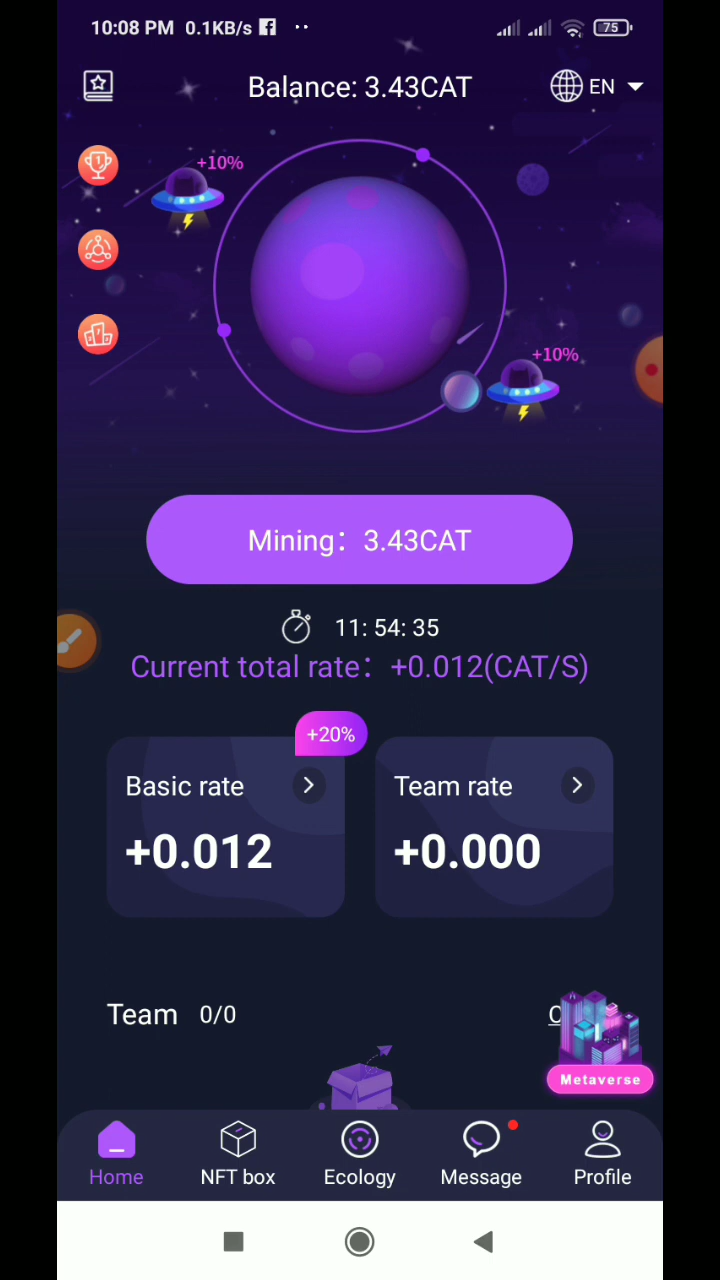 10:08 PM 0.1KB/s
75
Balance: 3.43CAT
EN
+10%
+10%
Mining： 3.43CAT
11: 54: 35
Current total rate： +0.012(CAT/S)
+20%
Basic rate
Team rate
+0.012
+0.000
Team 0/0
Metaverse
Home
NFT box
Ecology
Message
Profile